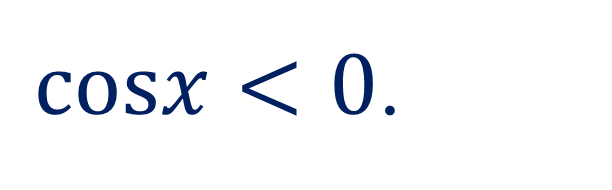 cosx < 0.